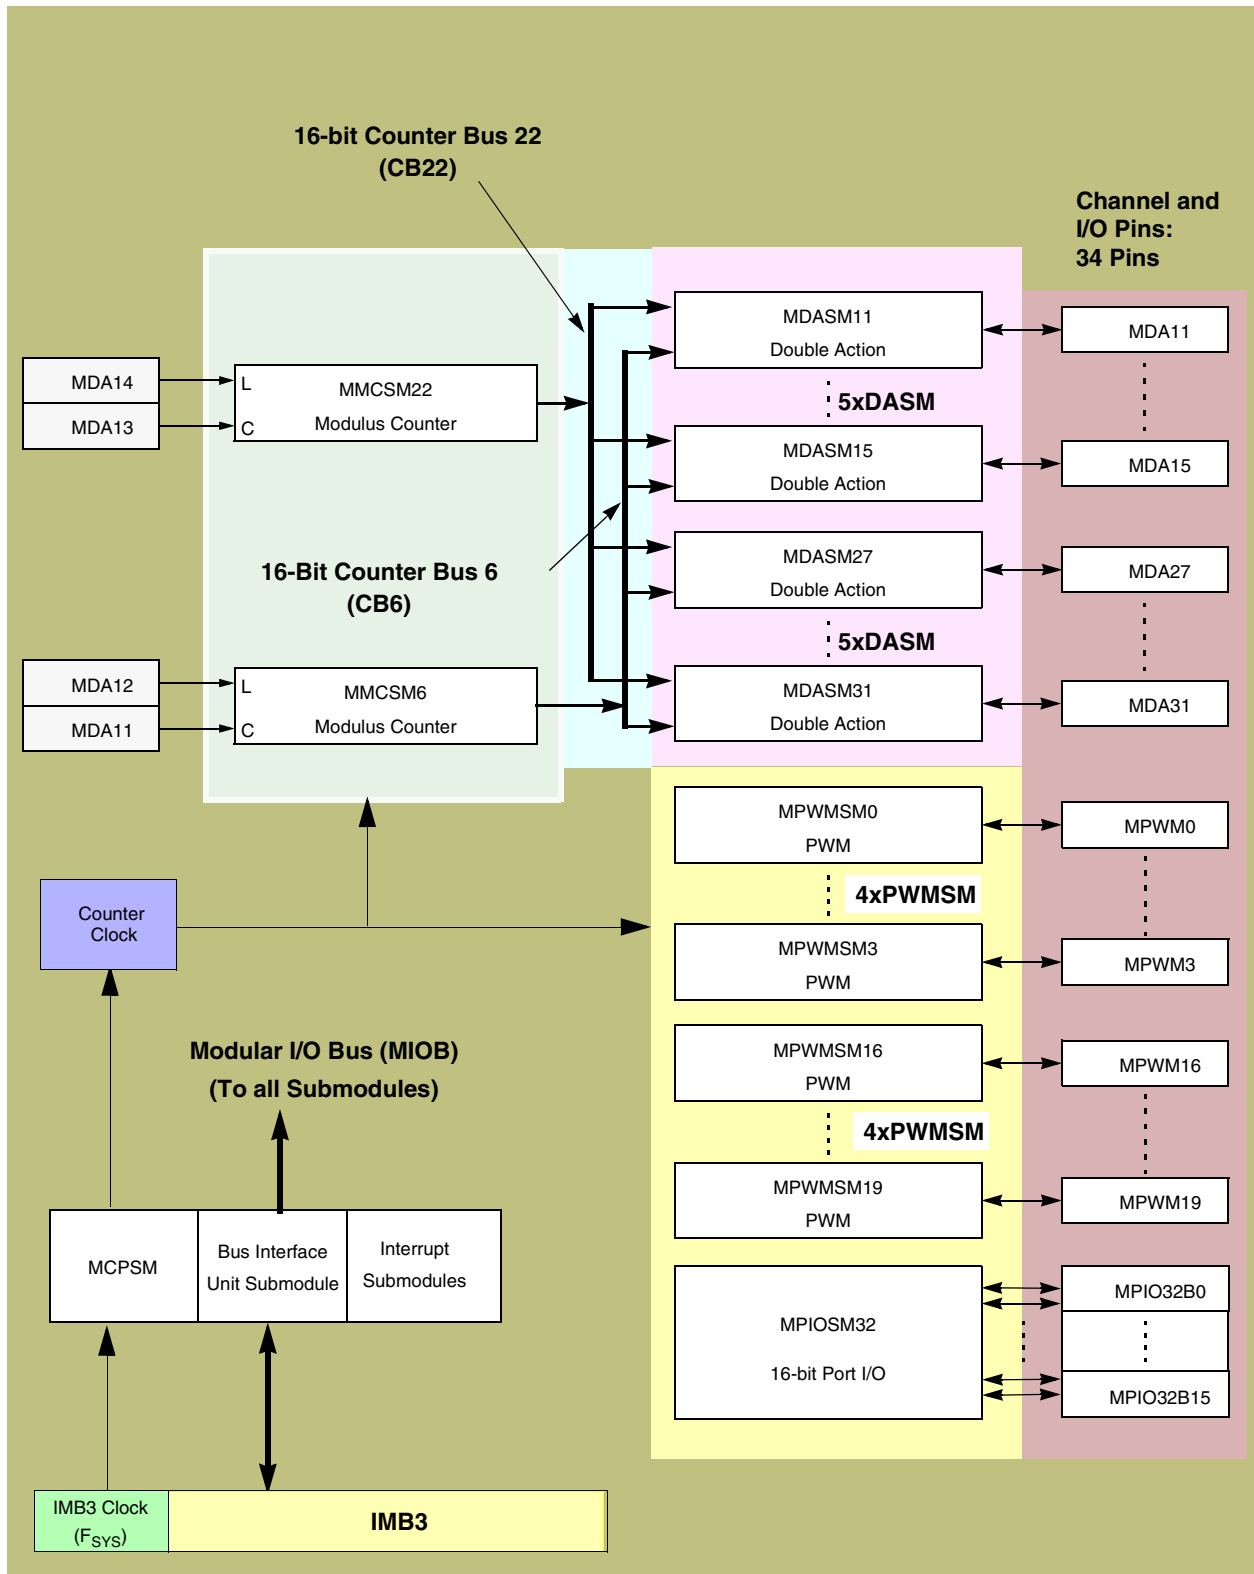 16-bit Counter Bus 22
(CB22)
Channel and
I/O Pins:
34 Pins
MDA14
MDA13
L
C
MMCSM22
Modulus Counter
MDASM11
Double Action
MDA11
5xDASM
MDASM15
Double Action
MDA15
16-Bit Counter Bus 6
(CB6)
MDASM27
Double Action
MDA27
5xDASM
MDA12
MDA11
L
C
MMCSM6
Modulus Counter
MDASM31
Double Action
MDA31
MPWMSM0
PWM
MPWM0
4xPWMSM
Counter
Clock
MPWMSM3
PWM
MPWM3
Modular I/O Bus (MIOB)
(To all Submodules)
MPWMSM16
PWM
MPWM16
4xPWMSM
MPWMSM19
PWM
MPWM19
MCPSM
Bus Interface
Unit Submodule
Interrupt
Submodules
MPIOSM32
16-bit Port I/O
MPIO32B0
MPIO32B15
IMB3 Clock
(FSYS)
IMB3